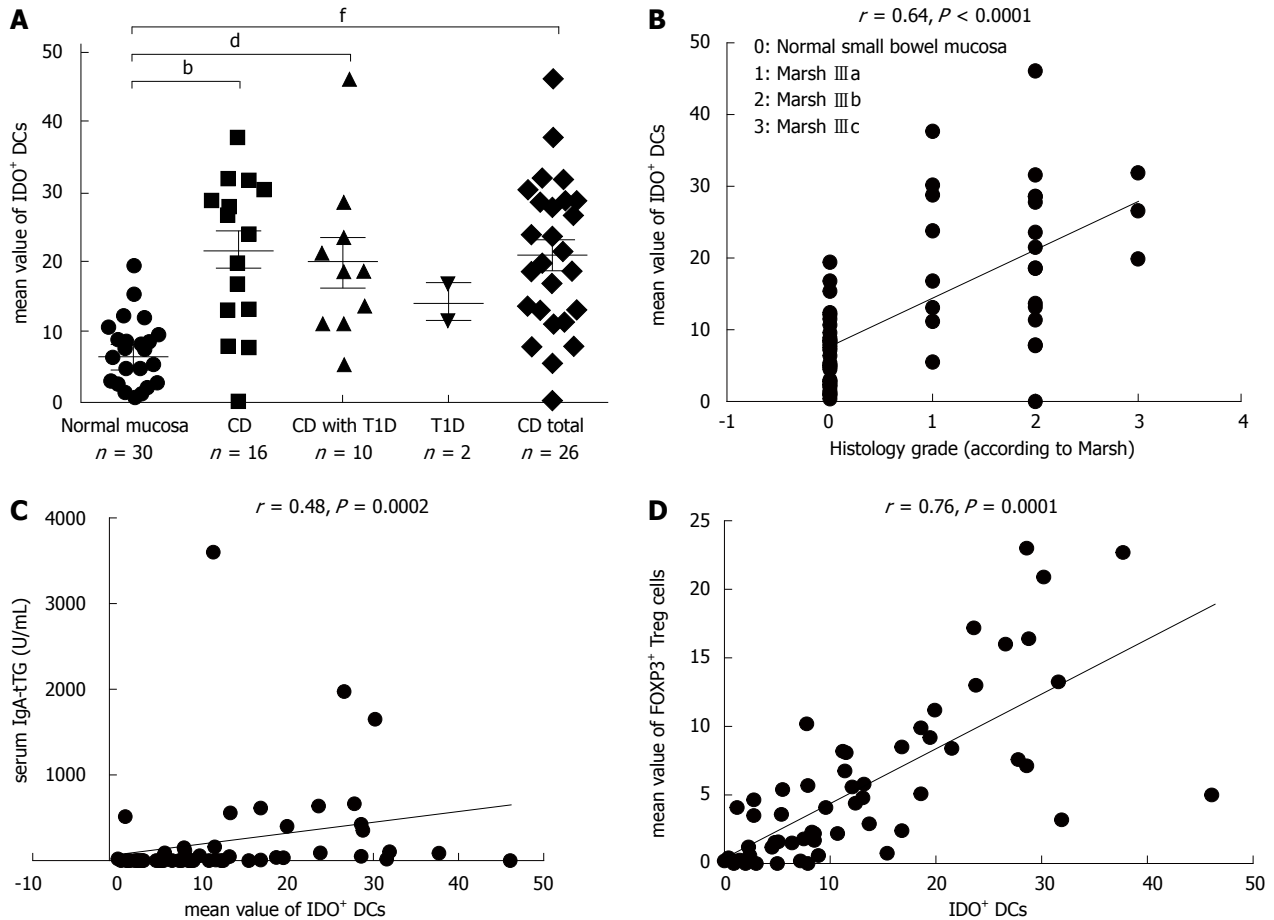 A
f
d
b
mean value of IDO+ DCs
50
40
30
20
10
0
Normal mucosa
n = 30
CD
n = 16
CD with T1D
n = 10
T1D
n = 2
CD total
n = 26
B
r = 0.64, P < 0.0001
0: Normal small bowel mucosa
1: Marsh Ⅲa
2: Marsh Ⅲb
3: Marsh Ⅲc
mean value of IDO+ DCs
50
40
30
20
10
0
-1
0
1
2
3
4
Histology grade (according to Marsh)
C
r = 0.48, P = 0.0002
serum IgA-tTG (U/mL)
4000
3000
2000
1000
-10
0
10
20
30
40
50
mean value of IDO+ DCs
D
r = 0.76, P = 0.0001
mean value of FOXP3+ Treg cells
25
20
15
10
5
0
0
10
20
30
40
50
IDO+ DCs